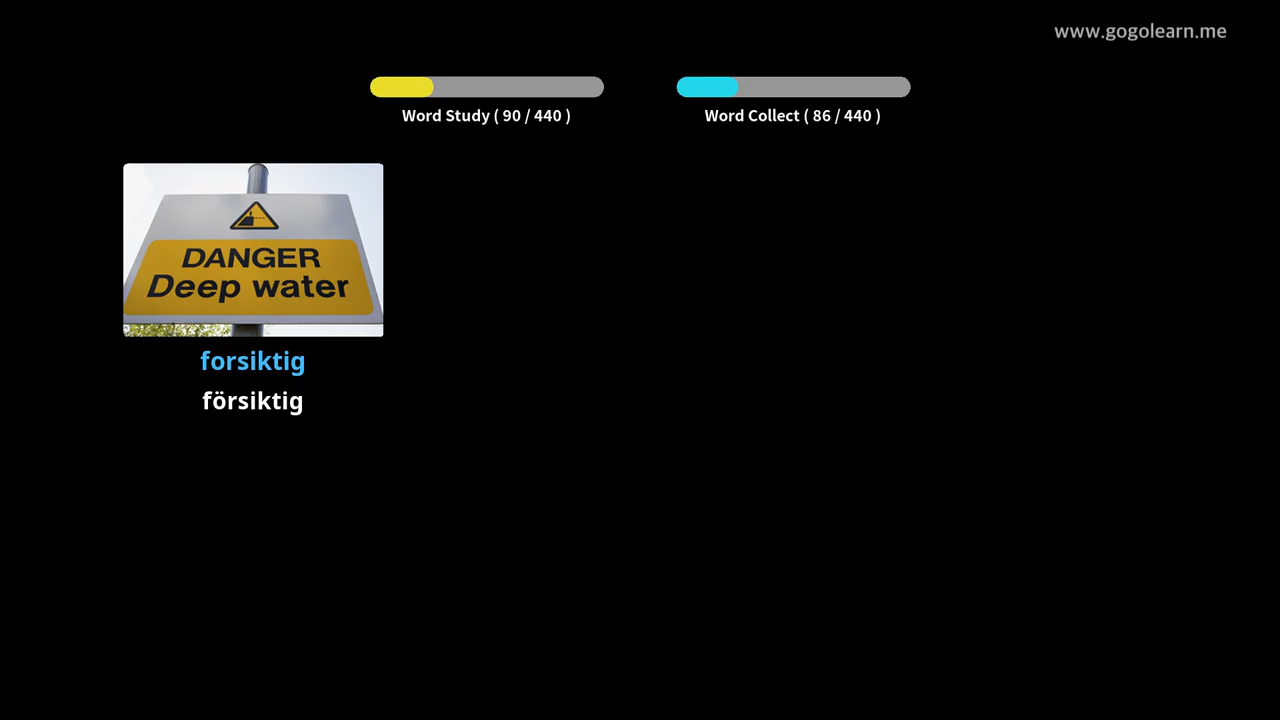 www.gogolearn.me
Word Study ( 90 / 440 )
Word Collect ( 86 / 440 )
DANGER
Deep water
forsiktig
försiktig